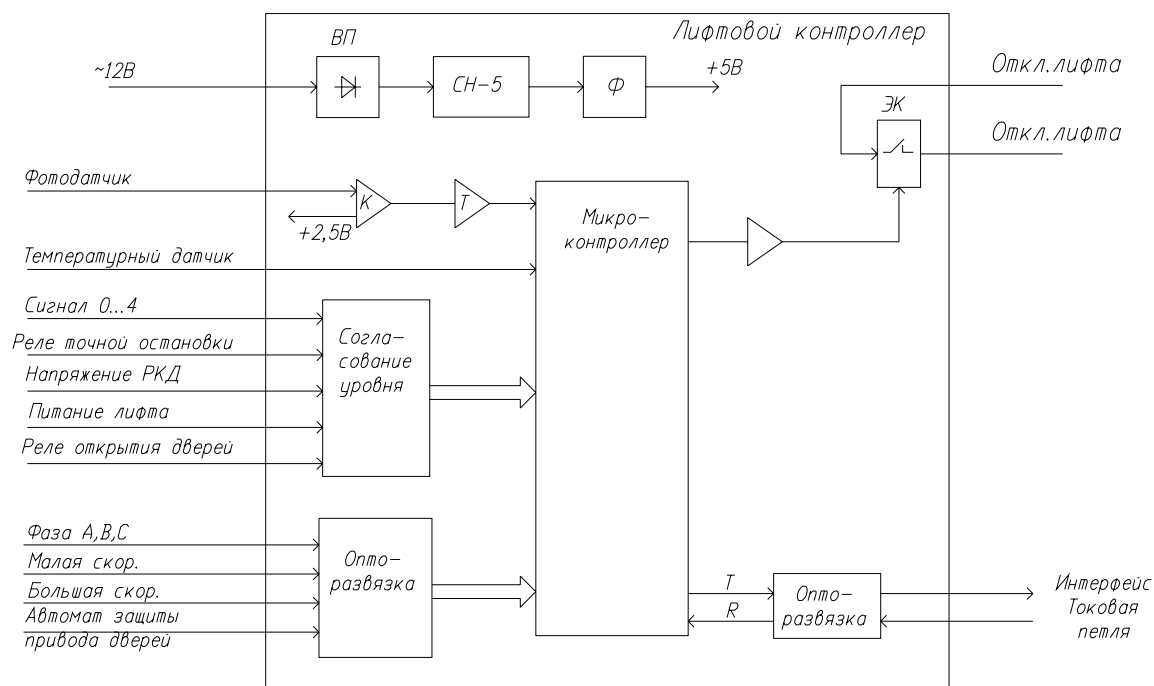 Лифтовой контроллер
ВП
~12В
СН-5
Ф
+5В
Откл.лифта
ЭК
Откл.лифта
Фотодатчик
К
Т
+2,5В
Микро-
контроллер
Температурный датчик
Сигнал 0...4
Реле точной остановки
Напряжение РКД
Питание лифта
Реле открытия дверей
Согла-
сование
уровня
Фаза А,В,С
Малая скор.
Большая скор.
Автомат защиты
привода дверей
Опто-
развязка
T
R
Опто-
развязка
Интерфейс
Токовая
петля